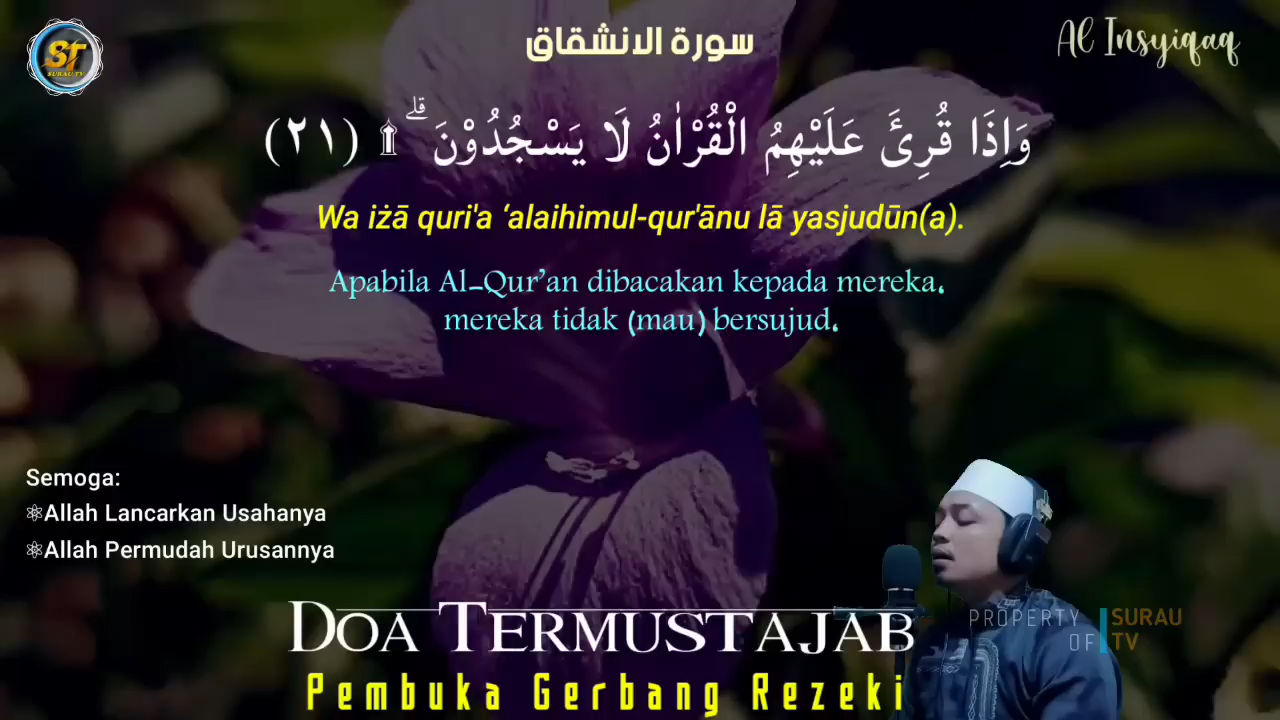 ST
SURAU TV
سورة الانشقاق
Al Insyiqaq
وَاِذَا قُرِئَ عَلَيْهِمُ الْقُرْاٰنُ لَا يَسْجُدُوْنَ ۗ ۩ (٢١)
Wa iżā quri'a ‘alaihimul-qur'ānu lā yasjudūn(a).
Apabila Al-Qur’an dibacakan kepada mereka,
mereka tidak (mau) bersujud.
Semoga:
⚛Allah Lancarkan Usahanya
⚛Allah Permudah Urusannya
DOA TERMUSTAJAB
Pembuka Gerbang Rezeki
PROPERTY OF
SURAU TV